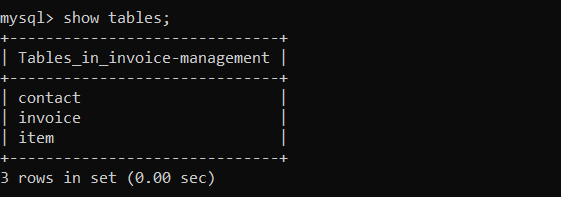 mysql> show tables;
+------------------------------+
| Tables_in_invoice-management |
+------------------------------+
| contact                      |
| invoice                      |
| item                         |
+------------------------------+
3 rows in set (0.00 sec)